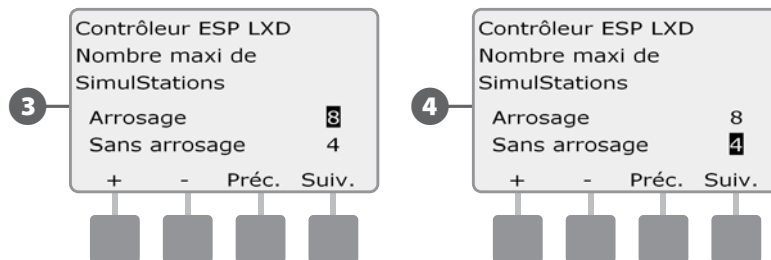 3
Contrôleur ESP LXD
Nombre maxi de
SimulStations
Arrosage 8
Sans arrosage 4
+ - Préc. Suiv.
4
Contrôleur ESP LXD
Nombre maxi de
SimulStations
Arrosage 8
Sans arrosage 4
+ - Préc. Suiv.